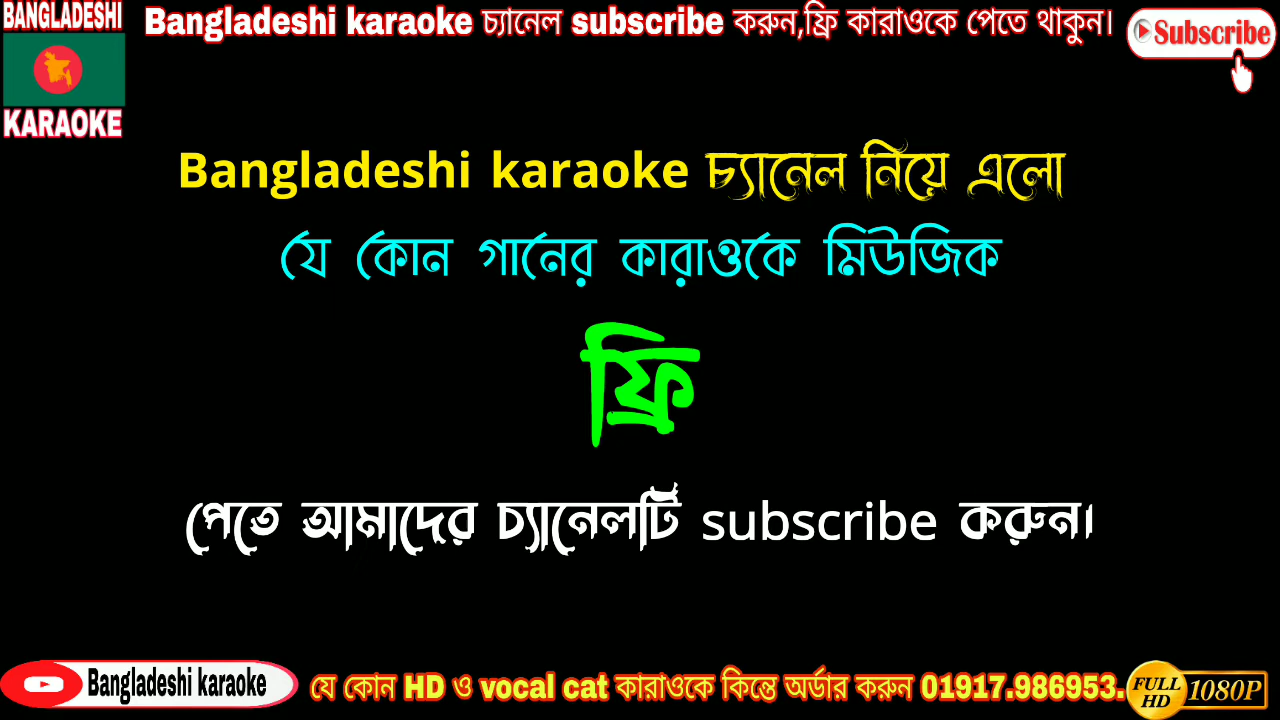 BANGLADESHI
KARAOKE
Bangladeshi karaoke চ্যানেল subscribe করুন,ফ্রি কারাওকে পেতে থাকুন।
Subscribe
Bangladeshi karaoke চ্যানেল নিয়ে এলো
যে কোন গানের কারাওকে মিউজিক
ফ্রি
পেতে আমাদের চ্যানেলটি subscribe করুন।
Bangladeshi karaoke
যে কোন HD ও vocal cat কারাওকে কিন্তে অর্ডার করুন 01917.986953.
FULL HD 1080P